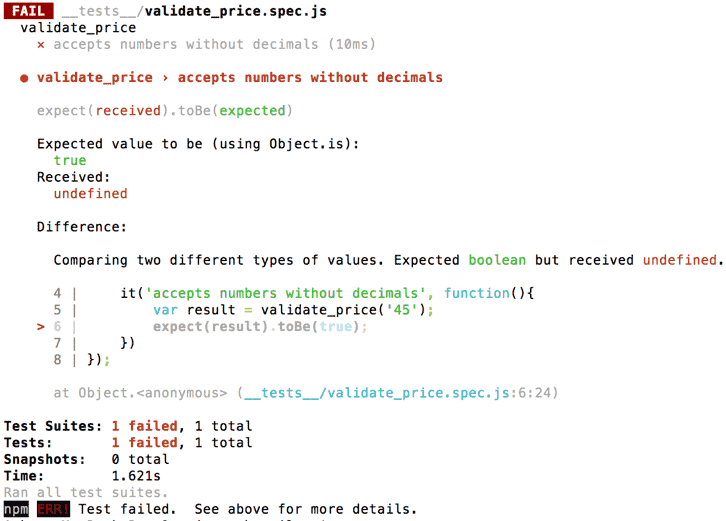 FAIL __tests__/validate_price.spec.js
validate_price
× accepts numbers without decimals (10ms)
● validate_price › accepts numbers without decimals
expect(received).toBe(expected)
Expected value to be (using Object.is):
true
Received:
undefined
Difference:
Comparing two different types of values. Expected boolean but received undefined.
4 | it('accepts numbers without decimals', function(){
5 | var result = validate_price('45');
> 6 | expect(result).toBe(true);
7 | })
8 | });
at Object.<anonymous> (__tests__/validate_price.spec.js:6:24)
Test Suites: 1 failed, 1 total
Tests: 1 failed, 1 total
Snapshots: 0 total
Time: 1.621s
Ran all test suites.
npm ERR! Test failed. See above for more details.